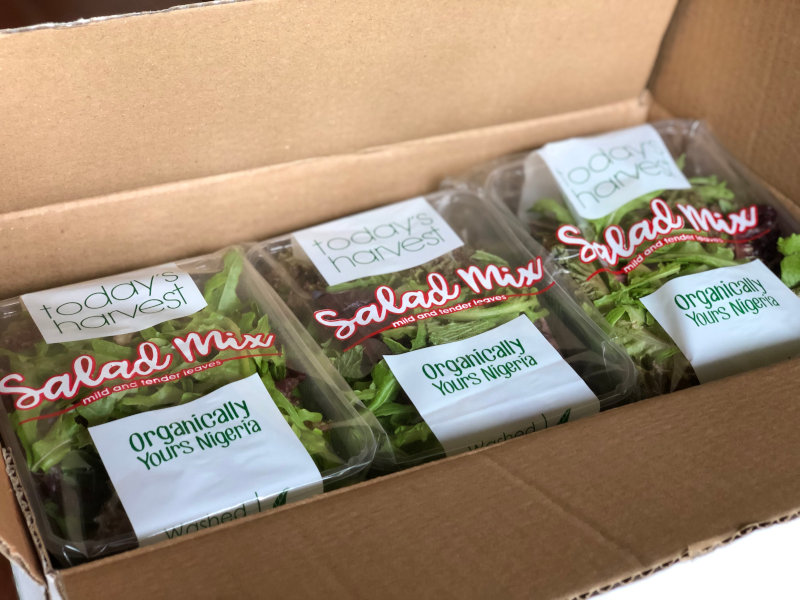 today's
harvest
Salad Mix
mild and tender leaves
Organically
Yours Nigeria
Washed
today's
harvest
Salad Mix
mild and tender leaves
Organically
Yours Nigeria
Washed
today's
harvest
Salad Mix
mild and tender leaves
Organically
Yours Nigeria